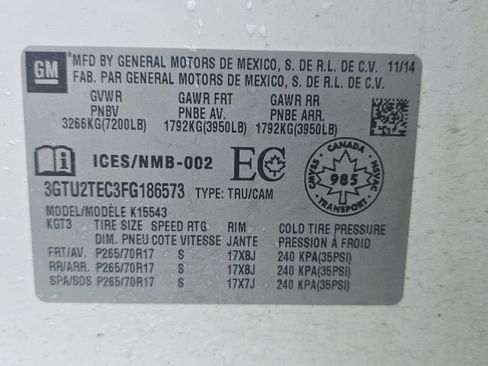 GM
*MFD BY GENERAL MOTORS DE MEXICO, S. DE R.L. DE C.V. 11/14
FAB. PAR GENERAL MOTORS DE MEXICO, S. DE R.L. DE C.V.
GVWR GAWR FRT GAWR RR
PNBV PNBE AV. PNBE AR.
3266KG(7200LB) 1792KG(3950LB) 1792KG(3950LB)
ICES/NMB-002 EC
CANADA
CMVSS NSVAC
985
TRANSPORT
3GTU2TEC3FG186573 TYPE: TRU/CAM
MODEL/MODÈLE K15543
KGT3 TIRE SIZE SPEED RTG RIM COLD TIRE PRESSURE
DIM. PNEU COTE VITESSE JANTE PRESSION À FROID
FRT/AV. P265/70R17 S 17X8J 240 KPA(35PSI)
RR/ARR. P265/70R17 S 17X8J 240 KPA(35PSI)
SPA/SOS P265/70R17 S 17X7J 240 KPA(35PSI)